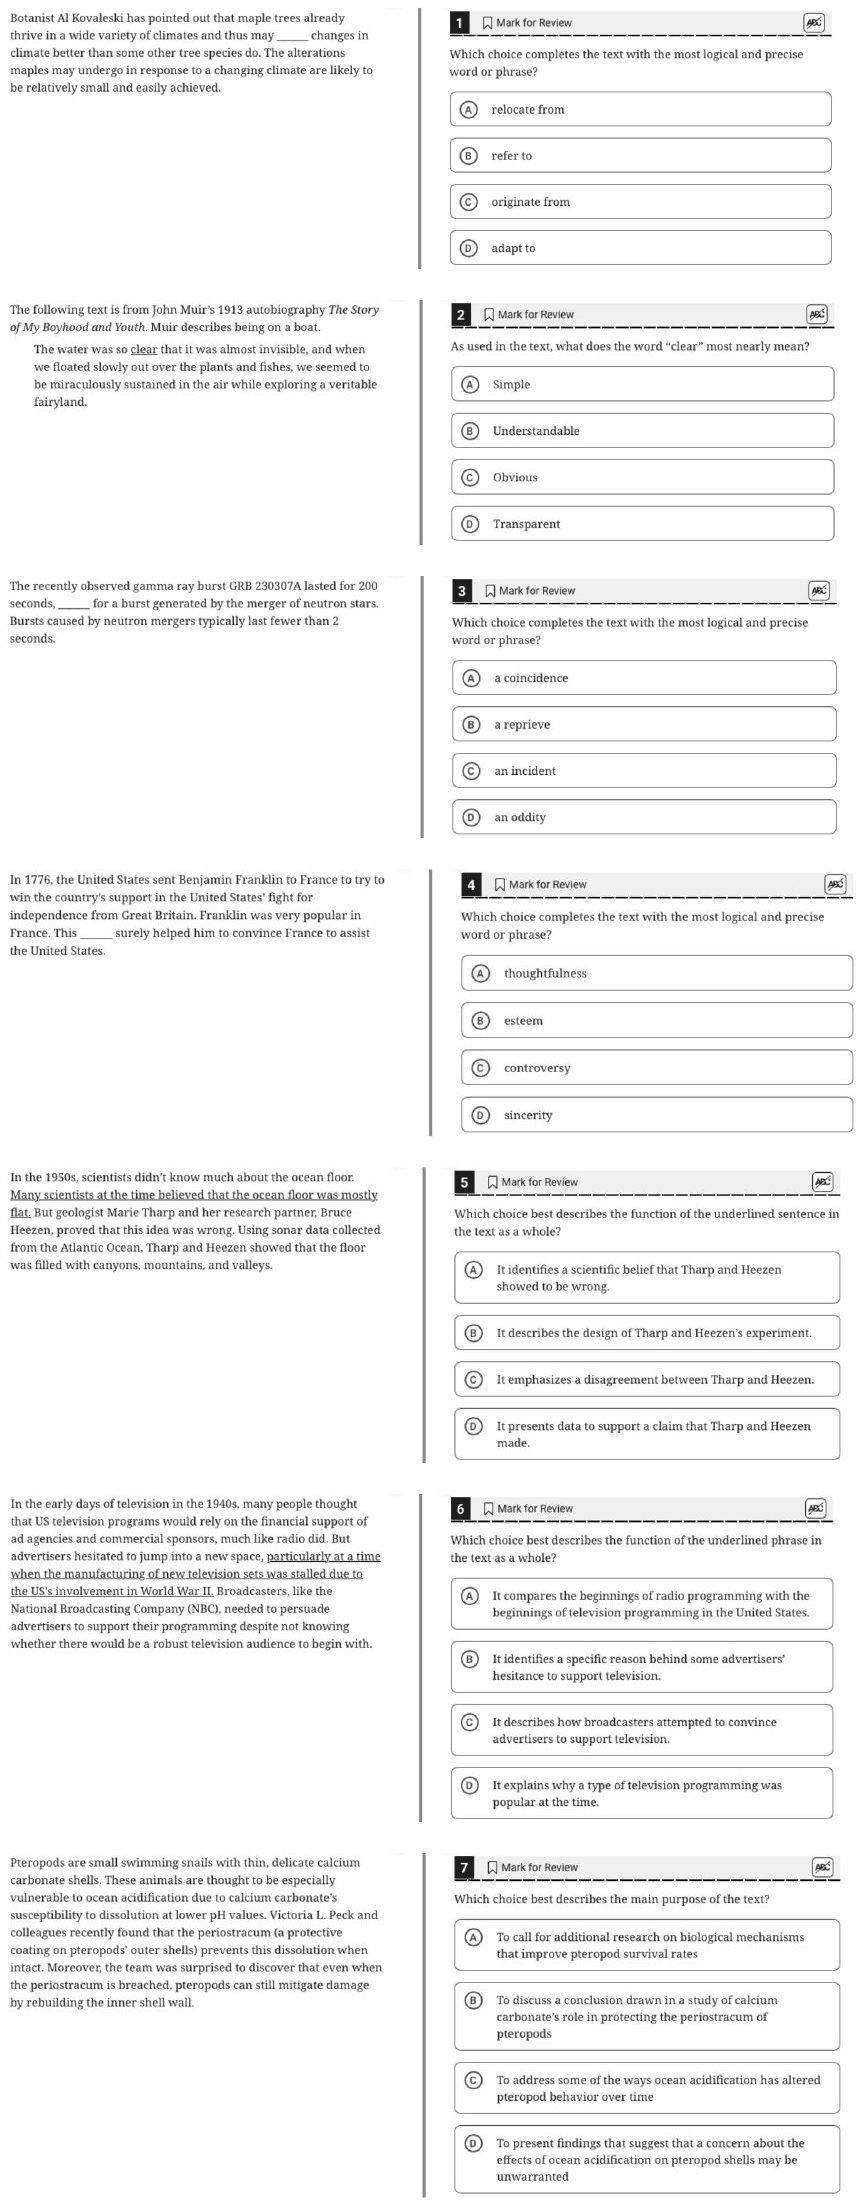 Botanist Al Kovaleski has pointed out that maple trees already
thrive in a wide variety of climates and thus may ______ changes in
climate better than some other tree species do. The alterations
maples may undergo in response to a changing climate are likely to
be relatively small and easily achieved.
1 Mark for Review ABC
Which choice completes the text with the most logical and precise
word or phrase?
A relocate from
B refer to
C originate from
D adapt to
The following text is from John Muir's 1913 autobiography The Story
of My Boyhood and Youth. Muir describes being on a boat.
The water was so clear that it was almost invisible, and when
we floated slowly out over the plants and fishes, we seemed to
be miraculously sustained in the air while exploring a veritable
fairyland.
2 Mark for Review ABC
As used in the text, what does the word “clear” most nearly mean?
A Simple
B Understandable
C Obvious
D Transparent
The recently observed gamma ray burst GRB 230307A lasted for 200
seconds, ______ for a burst generated by the merger of neutron stars.
Bursts caused by neutron mergers typically last fewer than 2
seconds.
3 Mark for Review ABC
Which choice completes the text with the most logical and precise
word or phrase?
A a coincidence
B a reprieve
C an incident
D an oddity
In 1776, the United States sent Benjamin Franklin to France to try to
win the country's support in the United States' fight for
independence from Great Britain. Franklin was very popular in
France. This ______ surely helped him to convince France to assist
the United States.
4 Mark for Review ABC
Which choice completes the text with the most logical and precise
word or phrase?
A thoughtfulness
B esteem
C controversy
D sincerity
In the 1950s, scientists didn't know much about the ocean floor.
Many scientists at the time believed that the ocean floor was mostly
flat. But geologist Marie Tharp and her research partner, Bruce
Heezen, proved that this idea was wrong. Using sonar data collected
from the Atlantic Ocean, Tharp and Heezen showed that the floor
was filled with canyons, mountains, and valleys.
5 Mark for Review ABC
Which choice best describes the function of the underlined sentence in
the text as a whole?
A It identifies a scientific belief that Tharp and Heezen
showed to be wrong.
B It describes the design of Tharp and Heezen's experiment.
C It emphasizes a disagreement between Tharp and Heezen.
D It presents data to support a claim that Tharp and Heezen
made.
In the early days of television in the 1940s, many people thought
that US television programs would rely on the financial support of
ad agencies and commercial sponsors, much like radio did. But
advertisers hesitated to jump into a new space, particularly at a time
when the manufacturing of new television sets was stalled due to
the US's involvement in World War II. Broadcasters, like the
National Broadcasting Company (NBC), needed to persuade
advertisers to support their programming despite not knowing
whether there would be a robust television audience to begin with.
6 Mark for Review ABC
Which choice best describes the function of the underlined phrase in
the text as a whole?
A It compares the beginnings of radio programming with the
beginnings of television programming in the United States.
B It identifies a specific reason behind some advertisers'
hesitance to support television.
C It describes how broadcasters attempted to convince
advertisers to support television.
D It explains why a type of television programming was
popular at the time.
Pteropods are small swimming snails with thin, delicate calcium
carbonate shells. These animals are thought to be especially
vulnerable to ocean acidification due to calcium carbonate's
susceptibility to dissolution at lower pH values. Victoria L. Peck and
colleagues recently found that the periostracum (a protective
coating on pteropods' outer shells) prevents this dissolution when
intact. Moreover, the team was surprised to discover that even when
the periostracum is breached, pteropods can still mitigate damage
by rebuilding the inner shell wall.
7 Mark for Review ABC
Which choice best describes the main purpose of the text?
A To call for additional research on biological mechanisms
that improve pteropod survival rates
B To discuss a conclusion drawn in a study of calcium
carbonate's role in protecting the periostracum of
pteropods
C To address some of the ways ocean acidification has altered
pteropod behavior over time
D To present findings that suggest that a concern about the
effects of ocean acidification on pteropod shells may be
unwarranted